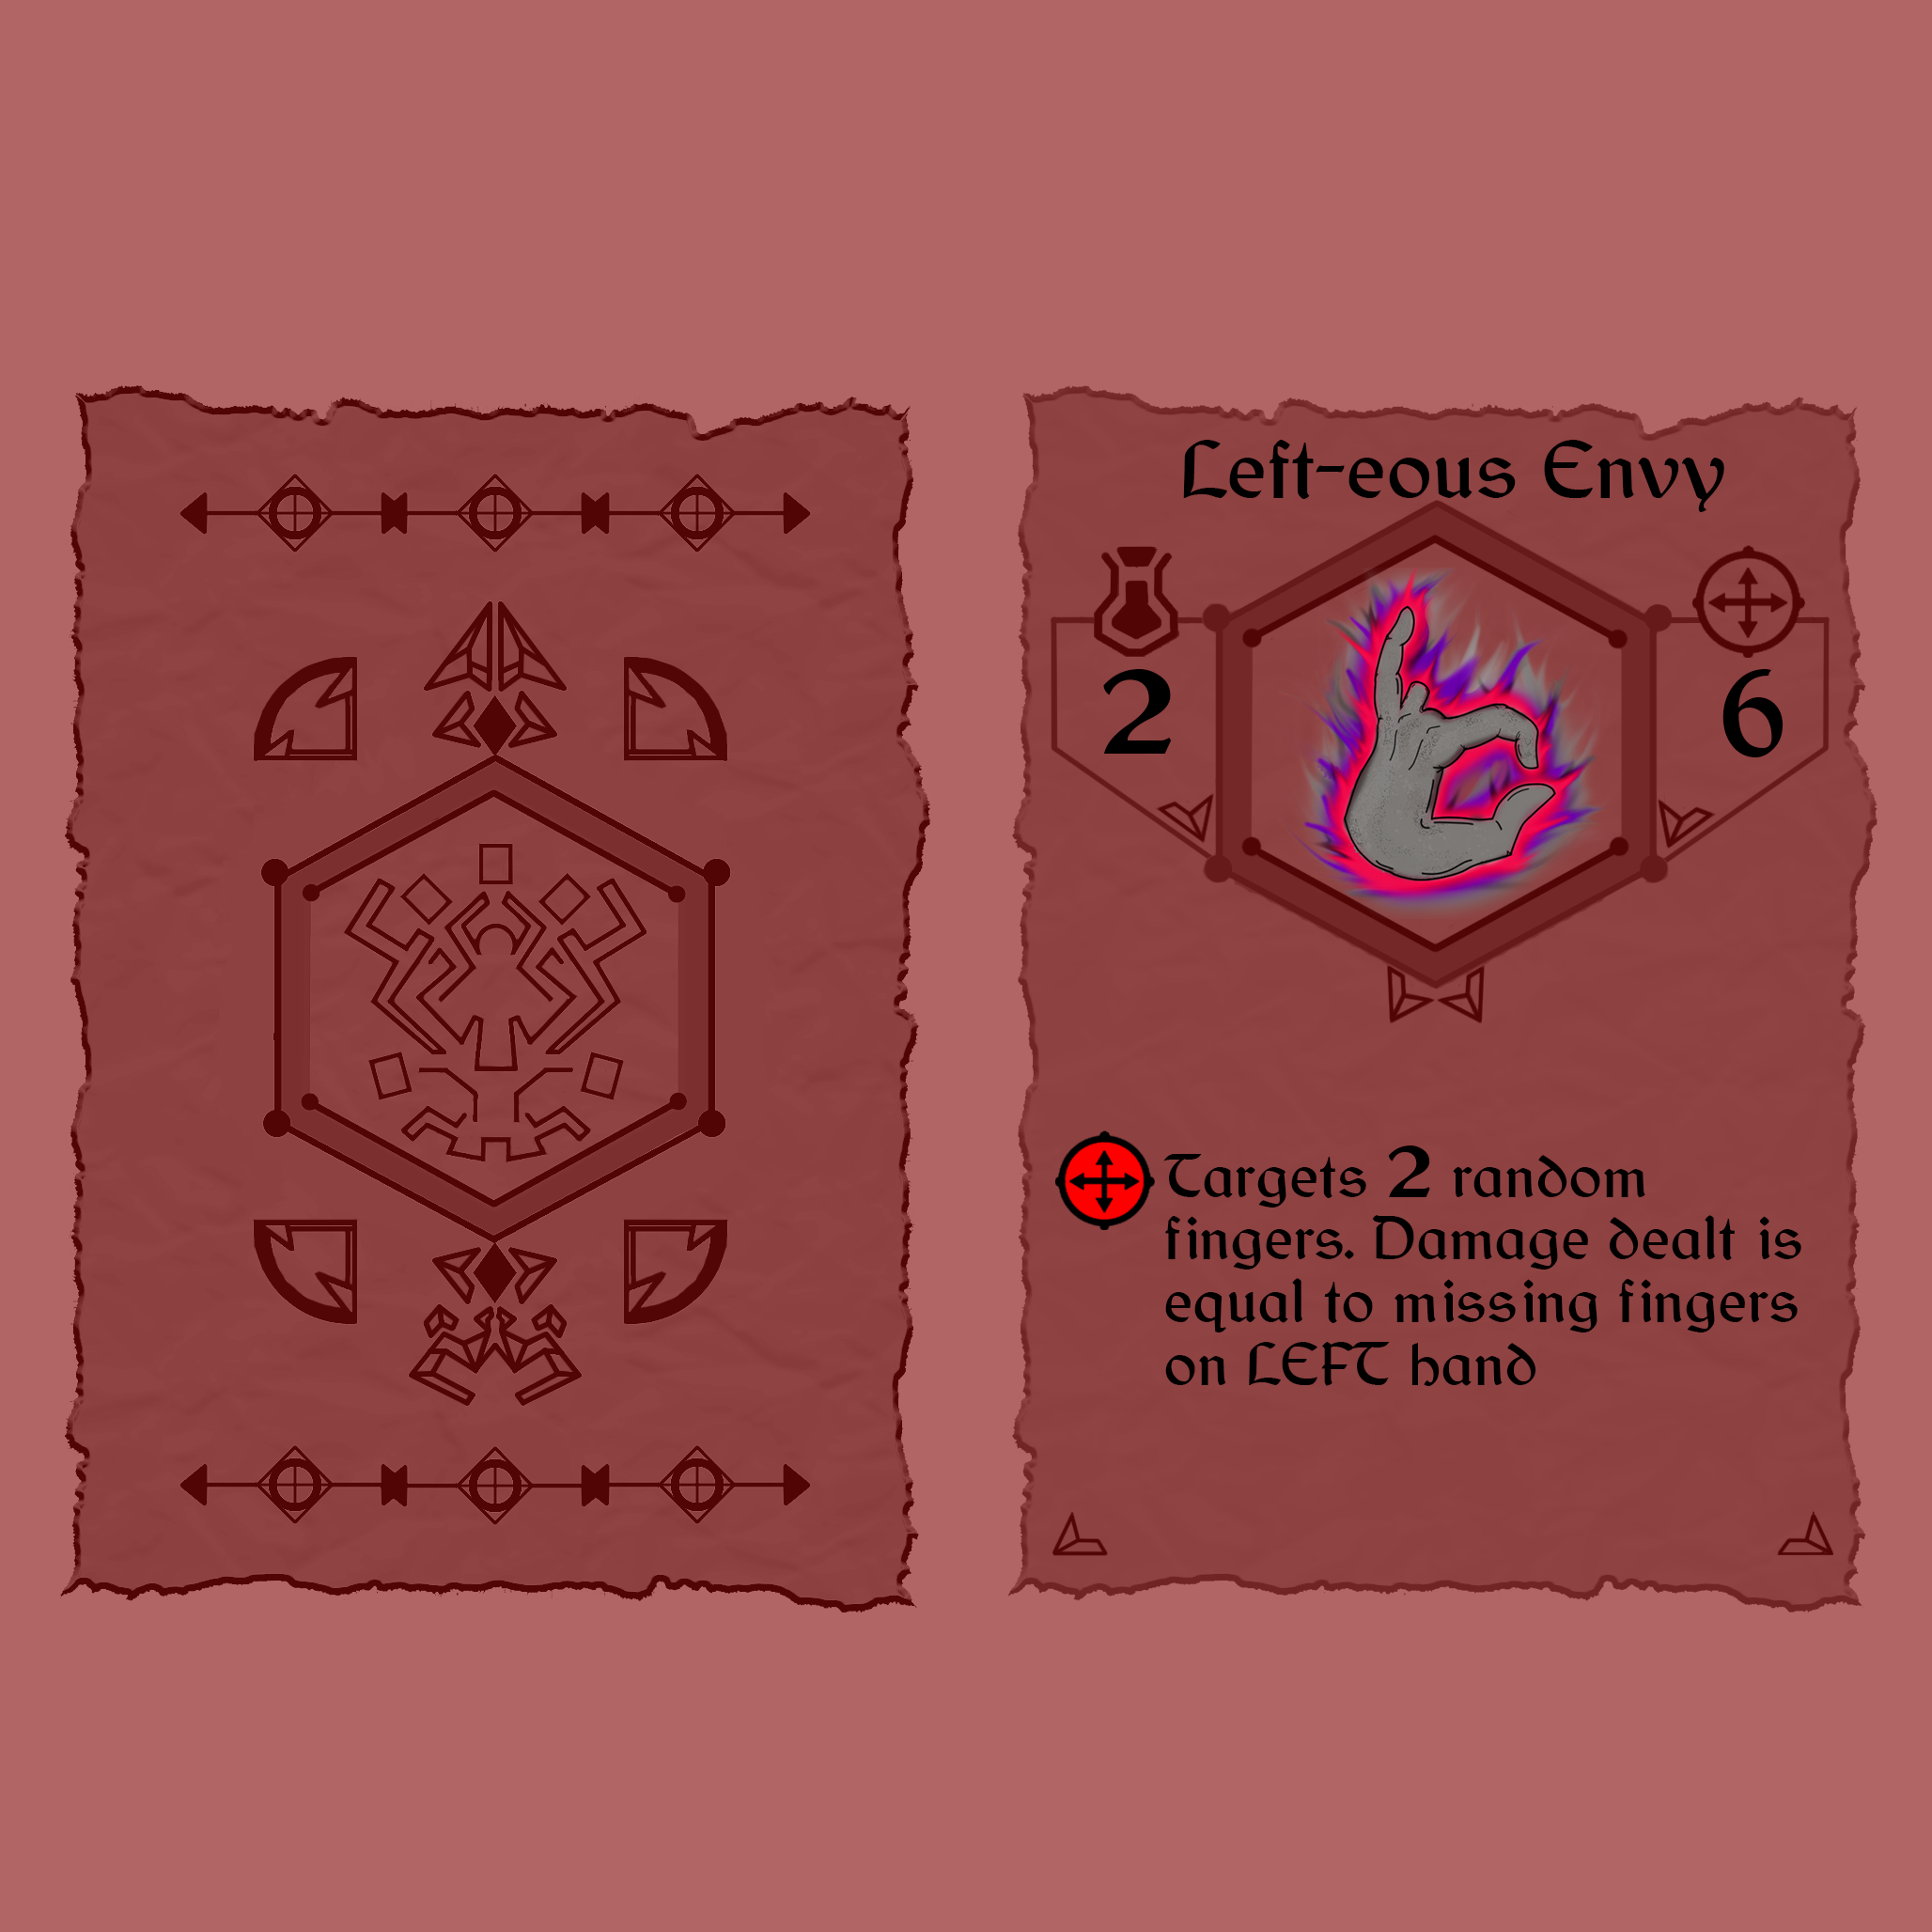 Left-eous Envy
2
6
Targets 2 random
fingers. Damage dealt is
equal to missing fingers
on LEFT hand